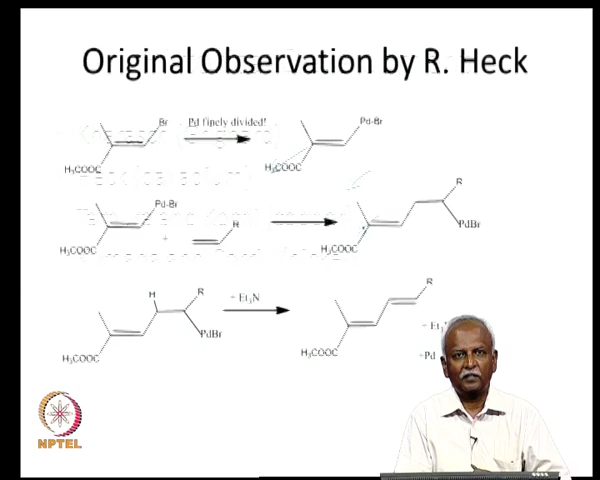 Original Observation by R. Heck
Br
Pd finely divided!
Pd-Br
H₃COOC
H₃COOC
Pd-Br
+
R
R
PdBr
H₃COOC
H₃COOC
H
R
PdBr
+ Et₃N
R
H₃COOC
H₃COOC
+Pd
NPTEL